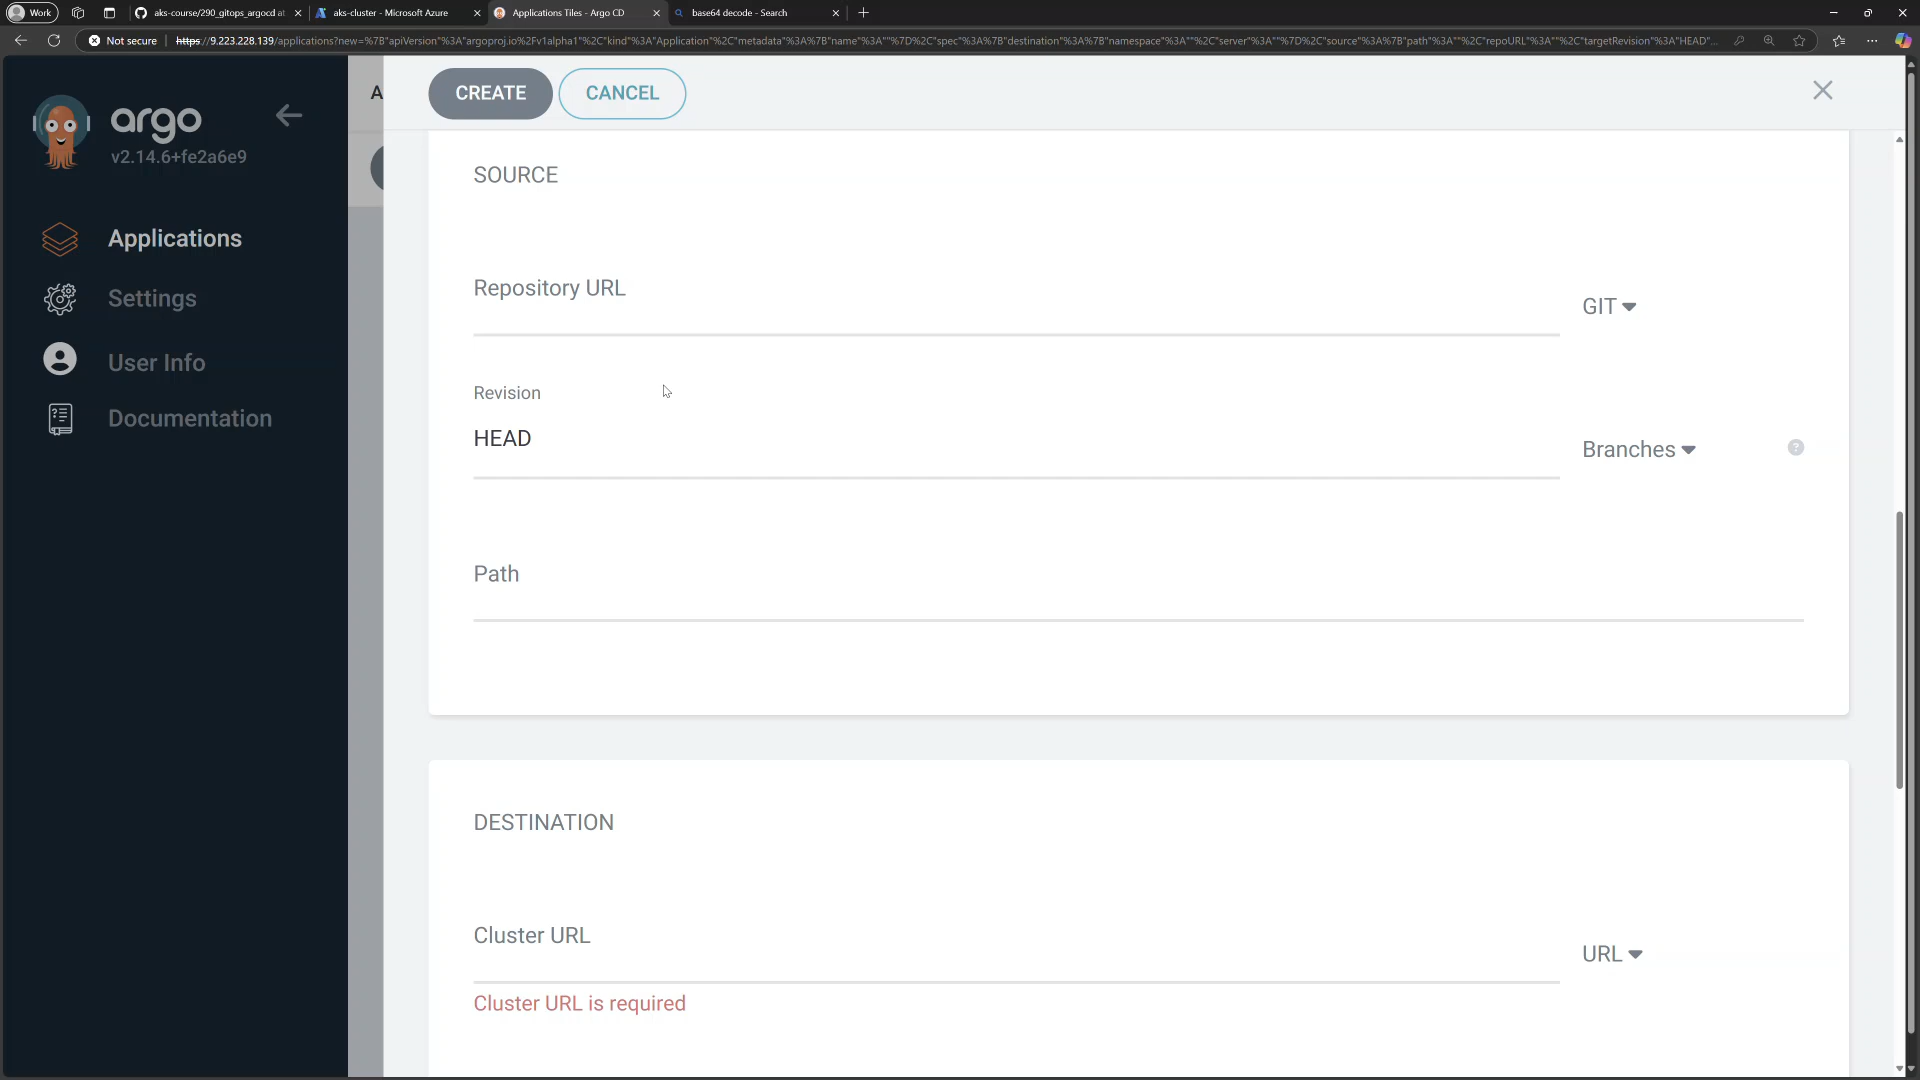 Work
aks-course/290_gitops_argocd at
aks-cluster - Microsoft Azure
Applications Tiles - Argo CD
base64 decode - Search
Not secure
https://9.223.228.139/applications?new=%7B"apiVersion"%3A"argoproj.io%2Fv1alpha1"%2C"kind"%3A"Application"%2C"metadata"%3A%7B"name"%3A""%7D%2C"spec"%3A%7B"destination"%3A%7B"namespace"%3A""%2C"server"%3A""%7D%2C"source"%3A%7B"path"%3A""%2C"repoURL"%3A""%2C"targetRevision"%3A"HEAD"...
argo
v2.14.6+fe2a6e9
Applications
Settings
User Info
Documentation
A
CREATE
CANCEL
SOURCE
Repository URL
GIT
Revision
HEAD
Branches
?
Path
DESTINATION
Cluster URL
URL
Cluster URL is required